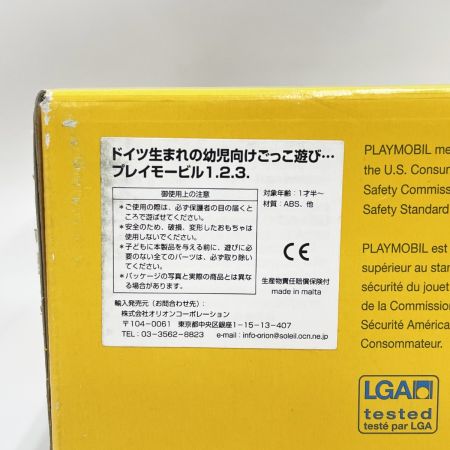 ドイツ生まれの幼児向けごっこ遊び…
プレイモービル1.2.3.
御使用上の注意
*ご使用の際は、必ず保護者の目の届くと
ころで遊ばせてください。
*安全のため、破損、変形したおもちゃは
使用しないでください。
*子どもに本製品を与える前に、遊びに必
要のない全てのパーツは、必ず取り除い
てください。
*パッケージの写真と実際の商品とは異な
る場合があります。
対象年齢:1才半～
材質:ABS、他
CE
生産物賠償責任保険付
made in malta
輸入発売元(お問合わせ先):
株式会社オリオンコーポレーション
〒104-0061 東京都中央区銀座1-15-13-407
TEL 03-3562-8823 e-mail:info-orion@soleil.ocn.ne.jp
PLAYMOBIL me
the U.S. Consun
Safety Commiss
Safety Standard
PLAYMOBIL est
supérieur au stan
sécurité du jouet
de la Commission
Sécurité América
Consommateur.
LGA
tested
testé par LGA